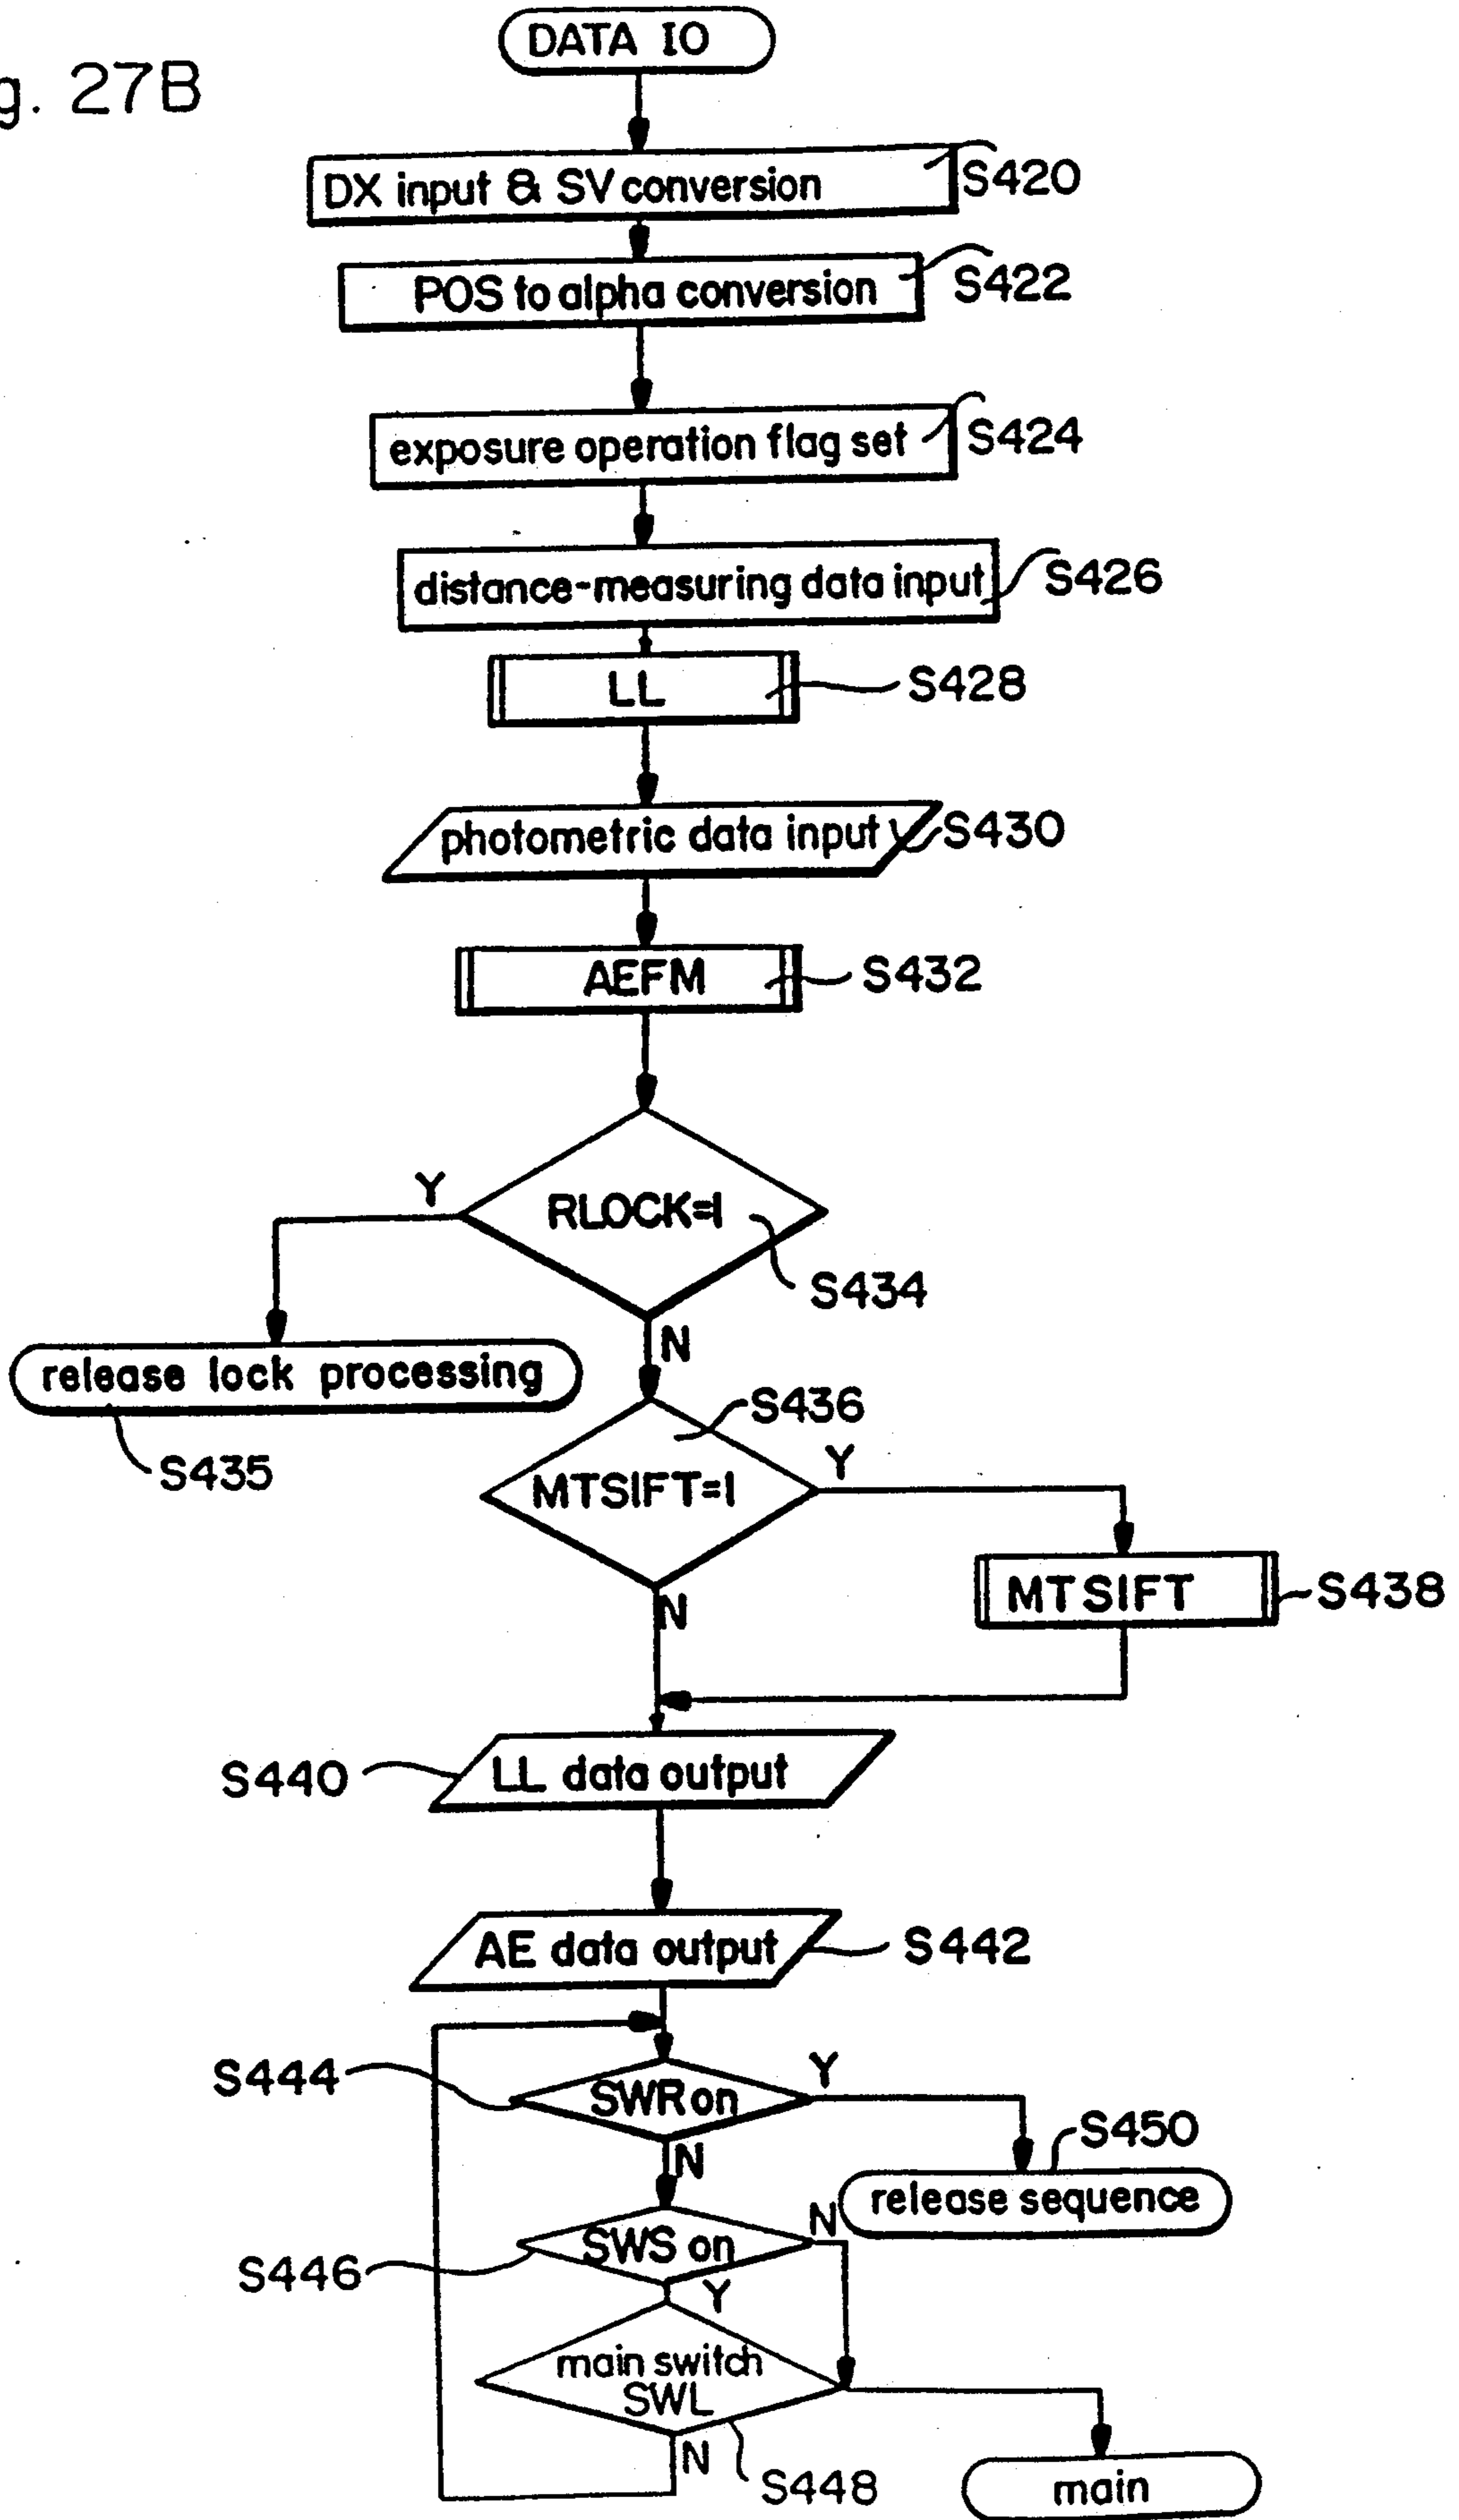 g. 27B
DATA IO
DX input & SV conversion
S420
POS to alpha conversion
S422
exposure operation flag set
S424
distance-measuring data input
S426
LL
S428
photometric data input
S430
AEFM
S432
Y
RLOCK=1
S434
release lock processing
N
S435
S436
MTSIFT=1
Y
MTSIFT
S438
N
S440
LL data output
AE data output
S442
S444
SWR on
Y
S450
N
release sequence
SWS on
N
S446
Y
main switch
SWL
N
S448
main